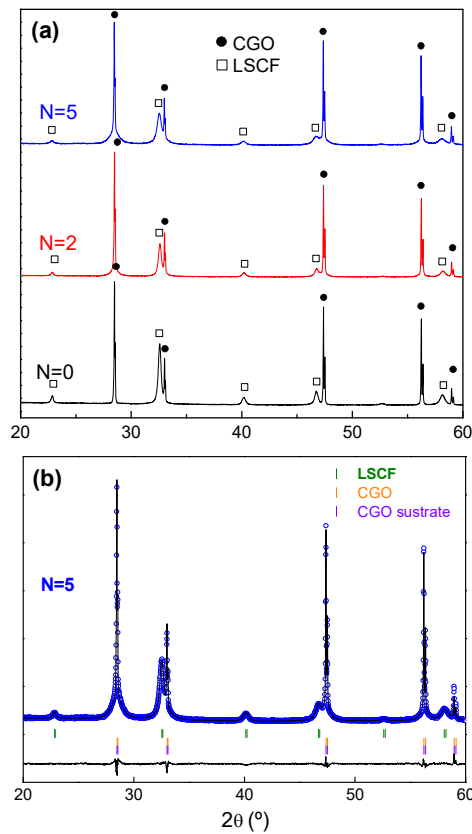 (a)
● CGO
□ LSCF
N=5
N=2
N=0
20 30 40 50 60
(b)
LSCF
CGO
CGO sustrate
N=5
20 30 40 50 60
2θ (º)